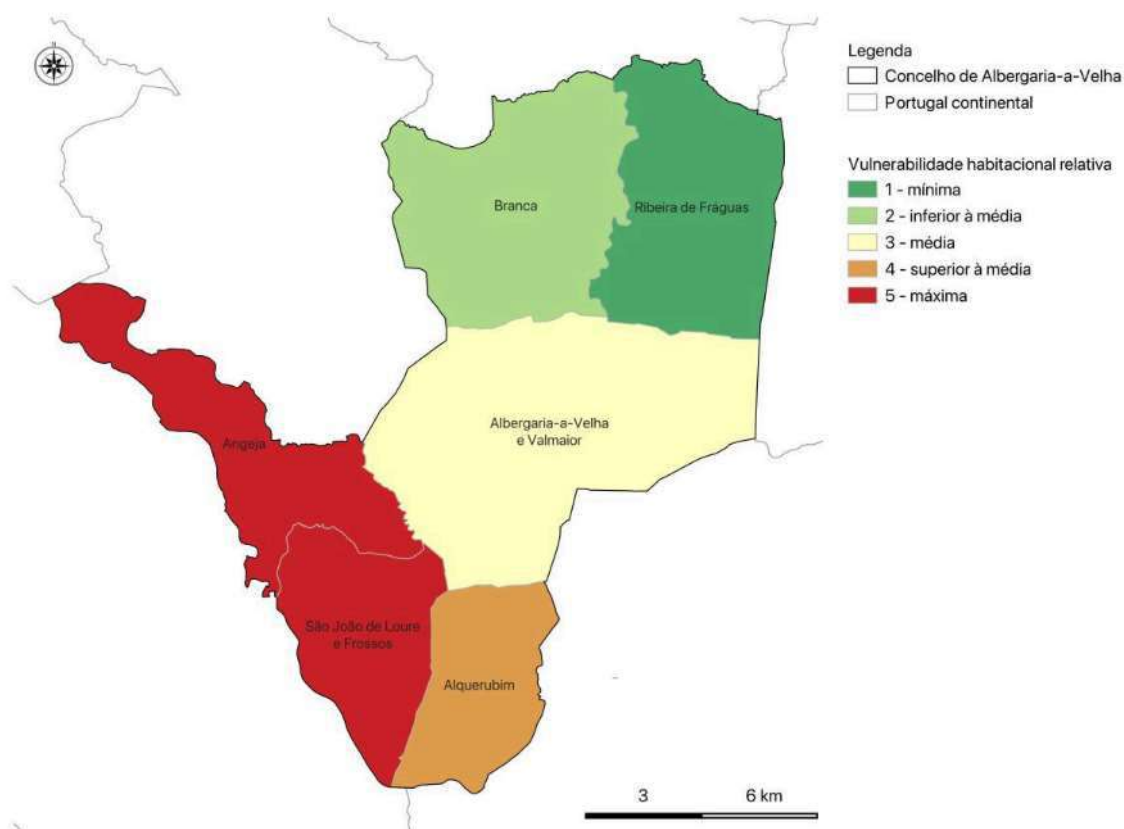 Legenda
Concelho de Albergaria-a-Velha
Portugal continental
Vulnerabilidade habitacional relativa
1 - mínima
2 - inferior à média
3 - média
4 - superior à média
5 - máxima
Branca
Ribeira de Fráguas
Albergaria-a-Velha
e Valmaior
Angeja
São João de Loure
e Frossos
Alquerubim
3 6 km